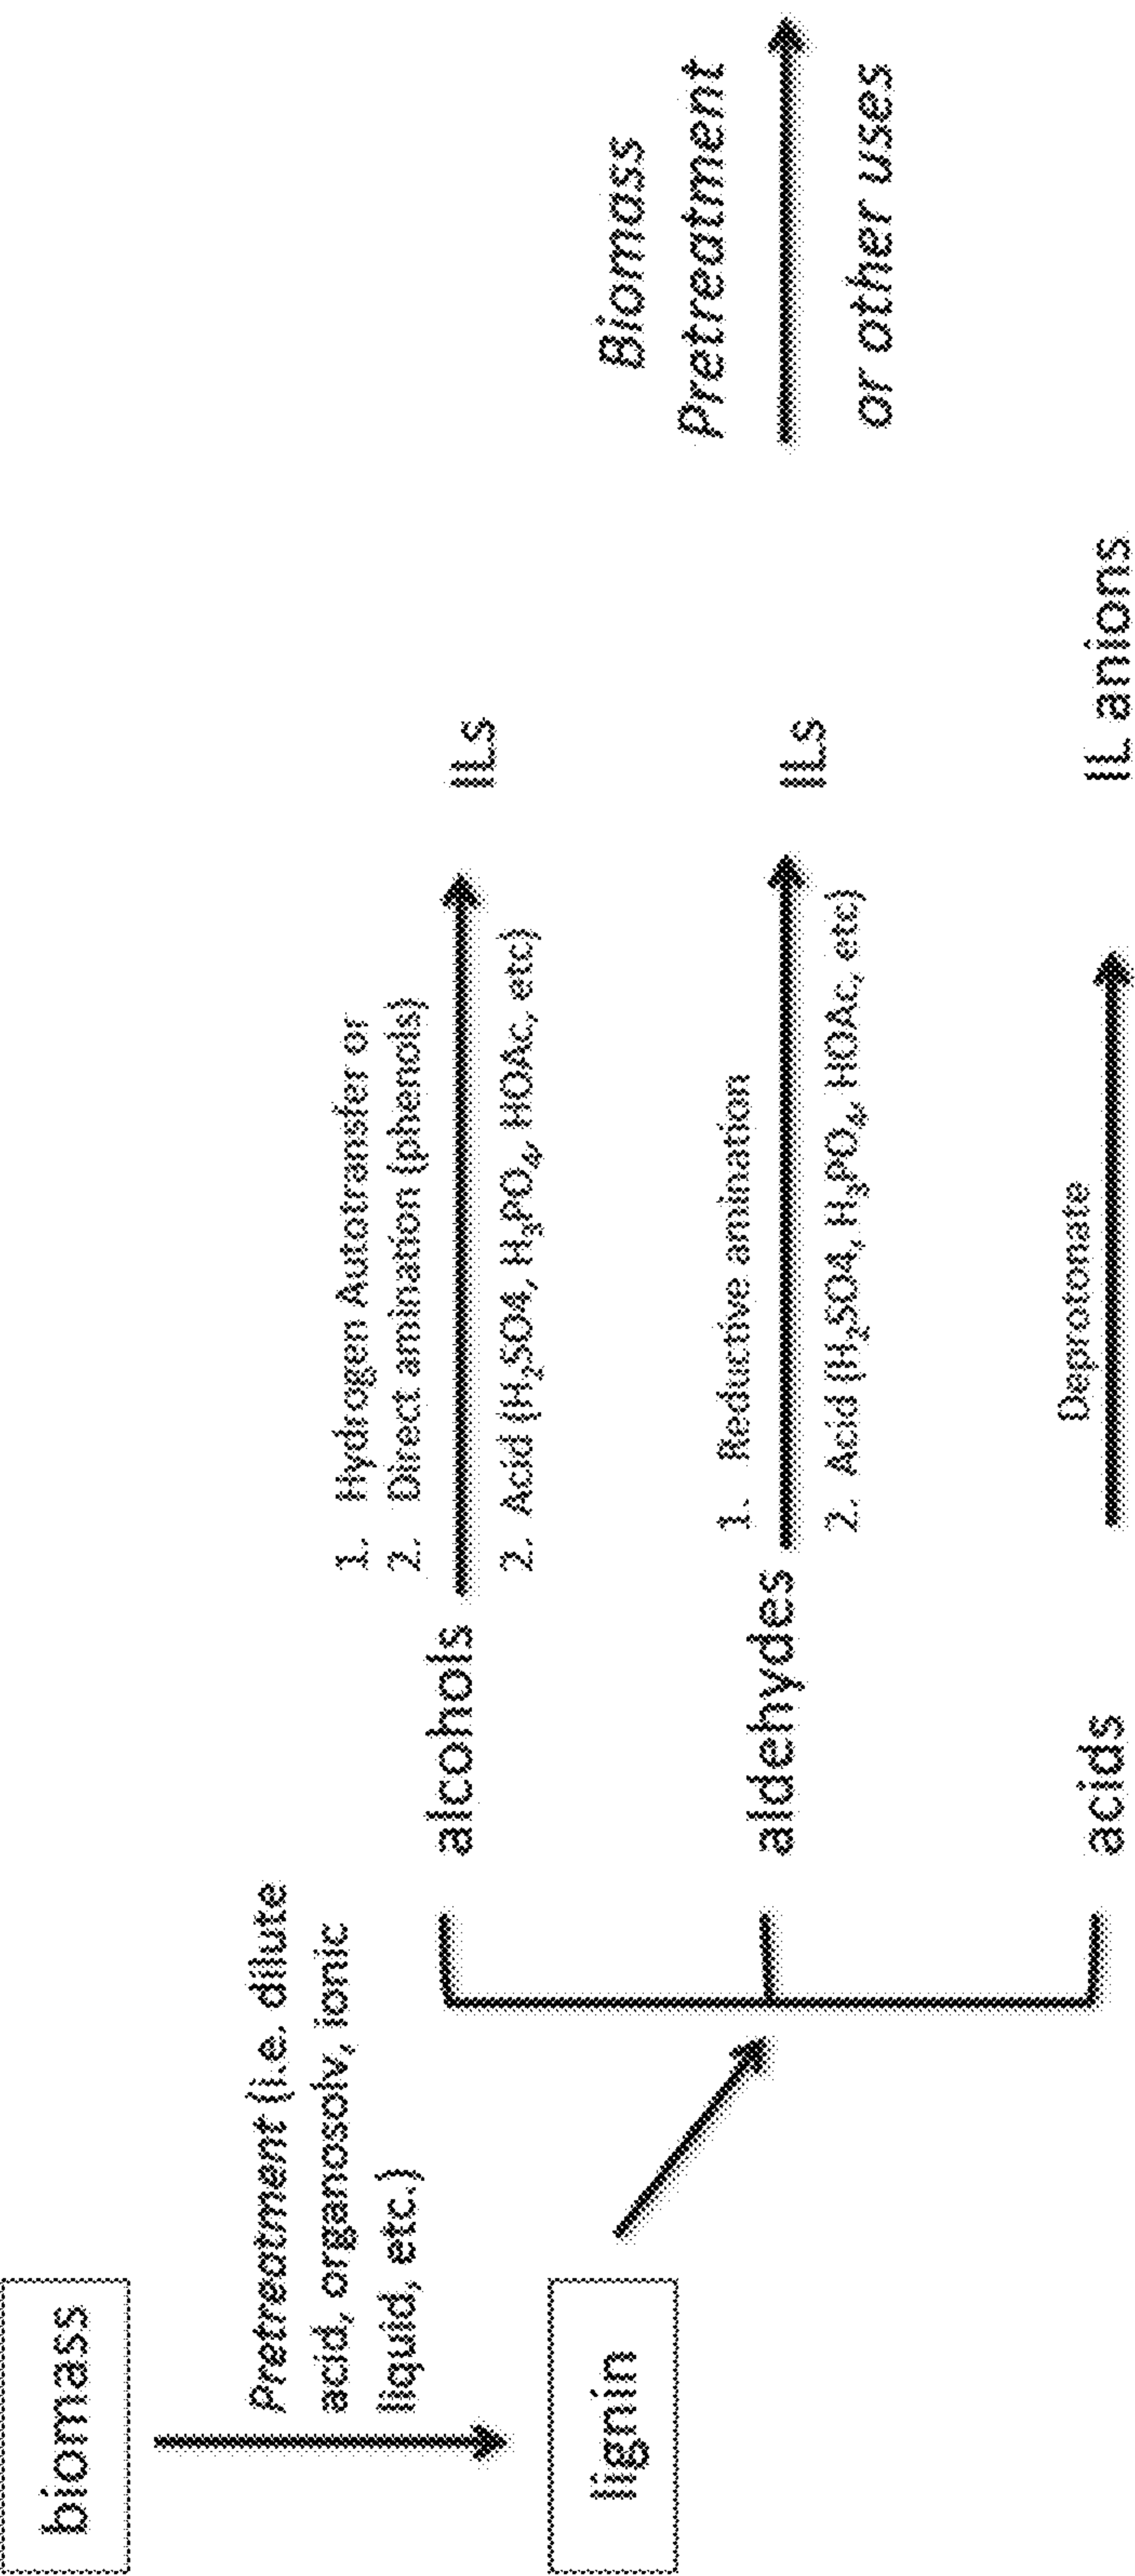 biomass
Pretreatment (i.e. dilute
acid, organosolv, ionic
liquid, etc.)
lignin
alcohols
1. Hydrogen Autotransfer or
2. Direct amination (phenols)
2. Acid (H₂SO4, H₃PO₄, HOAc, etc)
ILs
aldehydes
1. Reductive amination
2. Acid (H₂SO4, H₃PO₄, HOAc, etc)
ILs
acids
Deprotonate
IL anions
Biomass
Pretreatment
or other uses